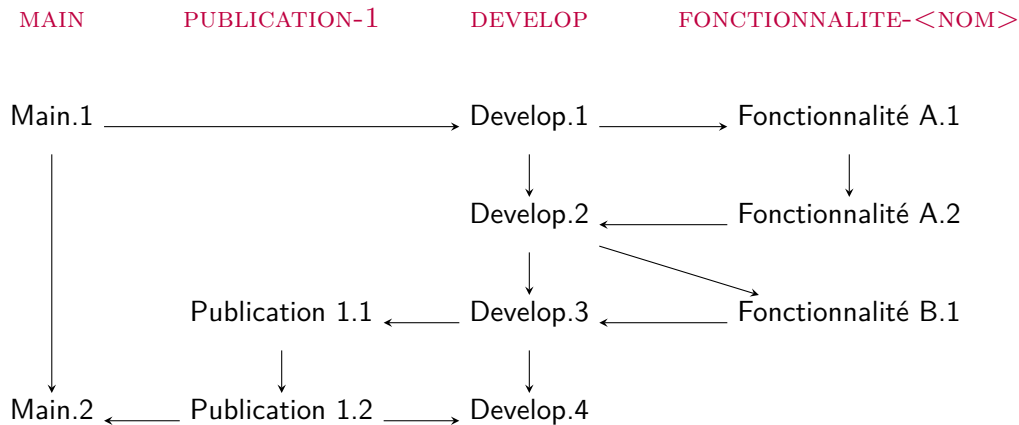 MAIN PUBLICATION-1 DEVELOP FONCTIONNALITE-<NOM>
Main.1 Develop.1 Fonctionnalité A.1
Develop.2 Fonctionnalité A.2
Publication 1.1 Develop.3 Fonctionnalité B.1
Main.2 Publication 1.2 Develop.4